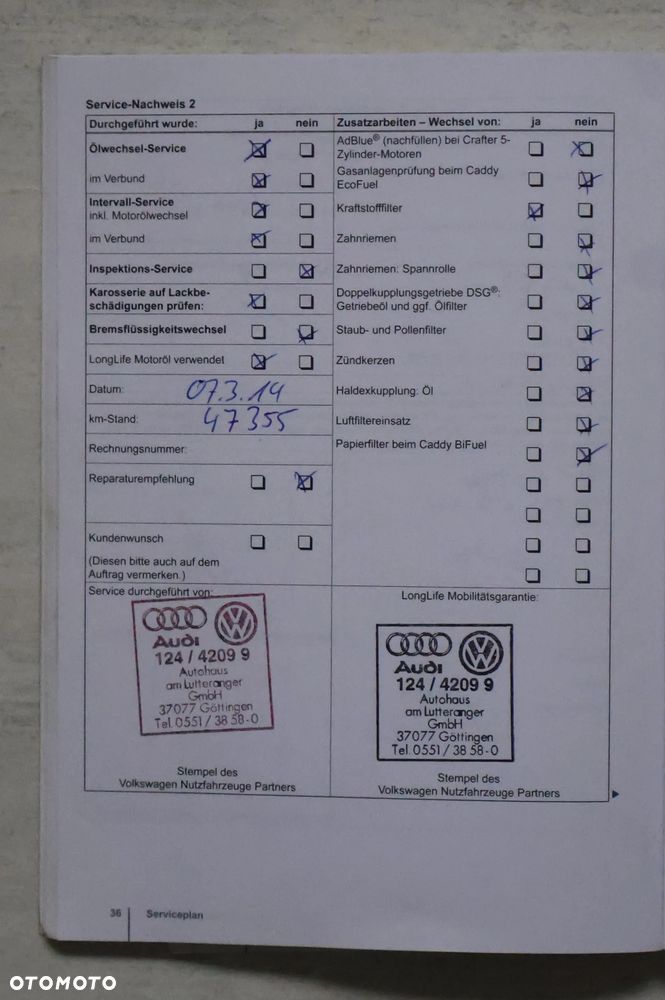 Service-Nachweis 2
Durchgeführt wurde: ja nein
Ölwechsel-Service
im Verbund
Intervall-Service
inkl. Motorölwechsel
im Verbund
Inspektions-Service
Karosserie auf Lackbe-
schädigungen prüfen:
Bremsflüssigkeitswechsel
LongLife Motoröl verwendet
Datum: 07.3.14
km-Stand: 47355
Rechnungsnummer:
Reparaturempfehlung
Kundenwunsch
(Diesen bitte auch auf dem
Auftrag vermerken.)
Zusatzarbeiten – Wechsel von: ja nein
AdBlue® (nachfüllen) bei Crafter 5-
Zylinder-Motoren
Gasanlagenprüfung beim Caddy
EcoFuel
Kraftstofffilter
Zahnriemen
Zahnriemen: Spannrolle
Doppelkupplungsgetriebe DSG®:
Getriebeöl und ggf. Ölfilter
Staub- und Pollenfilter
Zündkerzen
Haldexkupplung: Öl
Luftfiltereinsatz
Papierfilter beim Caddy BiFuel
Service durchgeführt von:
Audi
124 / 4209 9
Autohaus
am Lutteranger
GmbH
37077 Göttingen
Tel. 0551 / 38 58-0
Stempel des
Volkswagen Nutzfahrzeuge Partners
LongLife Mobilitätsgarantie:
Audi
124 / 4209 9
Autohaus
am Lutteranger
GmbH
37077 Göttingen
Tel. 0551 / 38 58-0
Stempel des
Volkswagen Nutzfahrzeuge Partners
36 Serviceplan
OTOMOTO